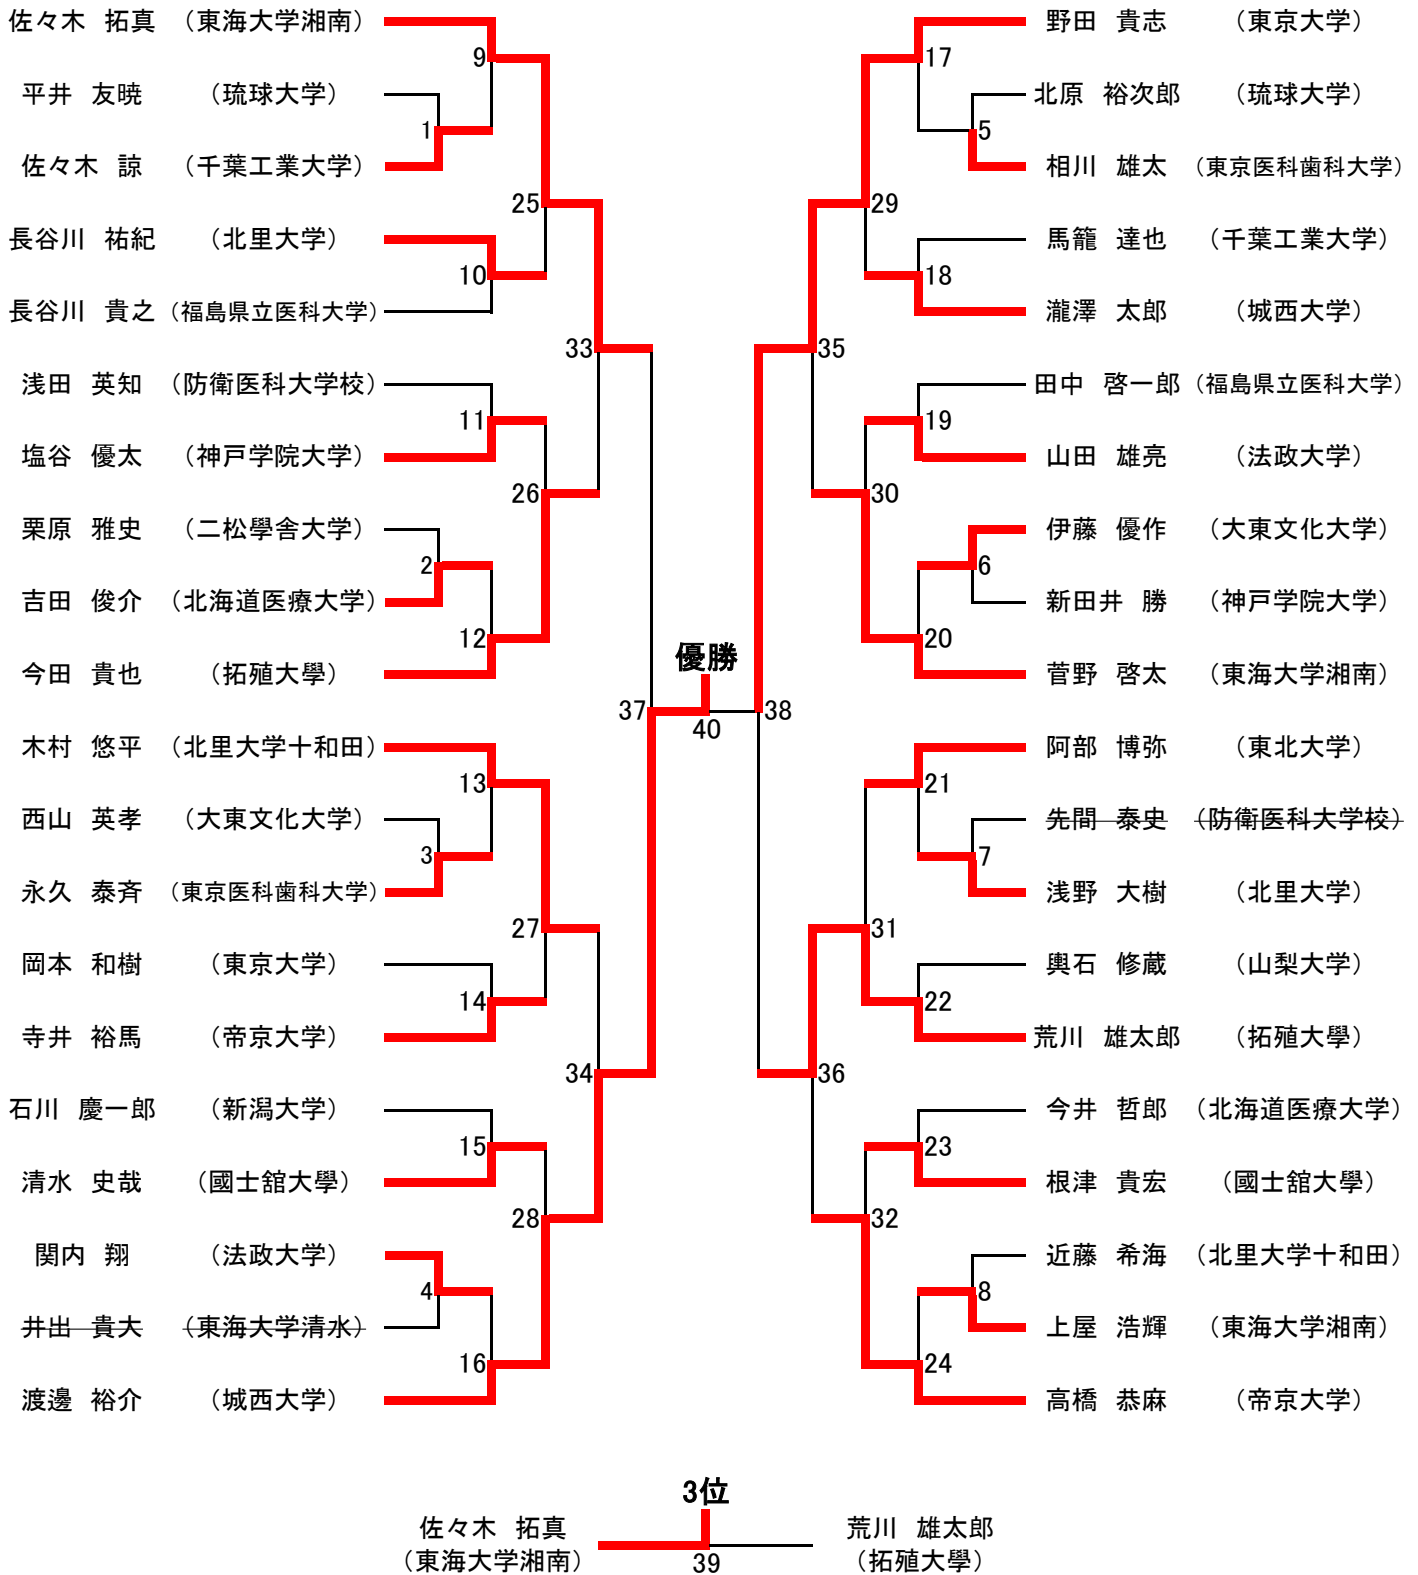 佐々木 拓真 （東海大学湘南）
平井 友暁 （琉球大学）
佐々木 諒 （千葉工業大学）
長谷川 祐紀 （北里大学）
長谷川 貴之 （福島県立医科大学）
浅田 英知 （防衛医科大学校）
塩谷 優太 （神戸学院大学）
栗原 雅史 （二松學舎大学）
吉田 俊介 （北海道医療大学）
今田 貴也 （拓殖大學）
木村 悠平 （北里大学十和田）
西山 英孝 （大東文化大学）
永久 泰斉 （東京医科歯科大学）
岡本 和樹 （東京大学）
寺井 裕馬 （帝京大学）
石川 慶一郎 （新潟大学）
清水 史哉 （國士舘大學）
関内 翔 （法政大学）
井出 貴大 （東海大学清水）
渡邊 裕介 （城西大学）
1
2
3
4
9
10
11
12
13
14
15
16
25
26
27
28
33
34
37
優勝
40
38
35
36
29
30
31
32
17
18
19
20
21
22
23
24
5
6
7
8
野田 貴志 （東京大学）
北原 裕次郎 （琉球大学）
相川 雄太 （東京医科歯科大学）
馬籠 達也 （千葉工業大学）
瀧澤 太郎 （城西大学）
田中 啓一郎 （福島県立医科大学）
山田 雄亮 （法政大学）
伊藤 優作 （大東文化大学）
新田井 勝 （神戸学院大学）
菅野 啓太 （東海大学湘南）
阿部 博弥 （東北大学）
先間 泰史 （防衛医科大学校）
浅野 大樹 （北里大学）
輿石 修蔵 （山梨大学）
荒川 雄太郎 （拓殖大學）
今井 哲郎 （北海道医療大学）
根津 貴宏 （國士舘大學）
近藤 希海 （北里大学十和田）
上屋 浩輝 （東海大学湘南）
高橋 恭麻 （帝京大学）
3位
佐々木 拓真
（東海大学湘南）
39
荒川 雄太郎
（拓殖大學）